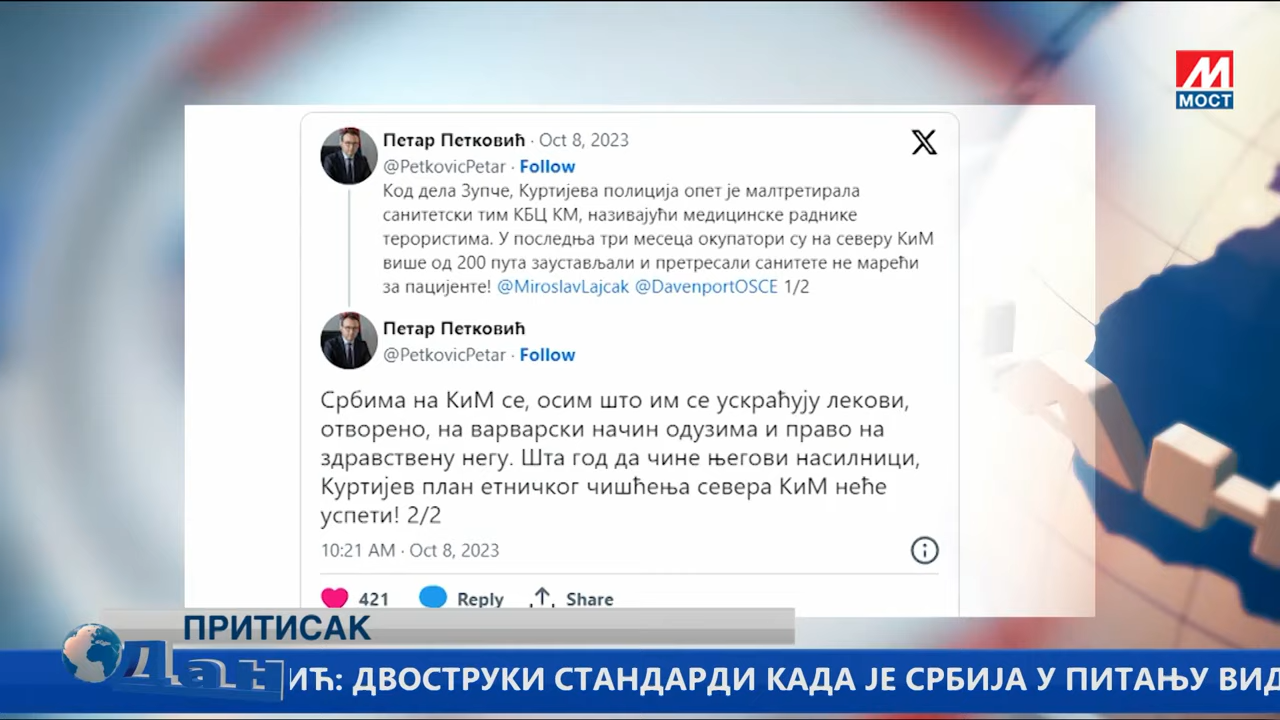 М
МОСТ
Петар Петковић · Oct 8, 2023
@PetkovicPetar · Follow
Код дела Зупче, Куртијева полиција опет је малтретирала
санитетски тим КБЦ КМ, називајући медицинске раднике
терористима. У последња три месеца окупатори су на северу КиМ
више од 200 пута заустављали и претресали санитете не марећи
за пацијенте! @MiroslavLajcak @DavenportOSCE 1/2
Петар Петковић
@PetkovicPetar · Follow
Србима на КиМ се, осим што им се ускраћују лекови,
отворено, на варварски начин одузима и право на
здравствену негу. Шта год да чине његови насилници,
Куртијев план етничког чишћења севера КиМ неће
успети! 2/2
10:21 AM · Oct 8, 2023
421 Reply Share
ПРИТИСАК
Дан
ИЋ: ДВОСТРУКИ СТАНДАРДИ КАДА ЈЕ СРБИЈА У ПИТАЊУ ВИД